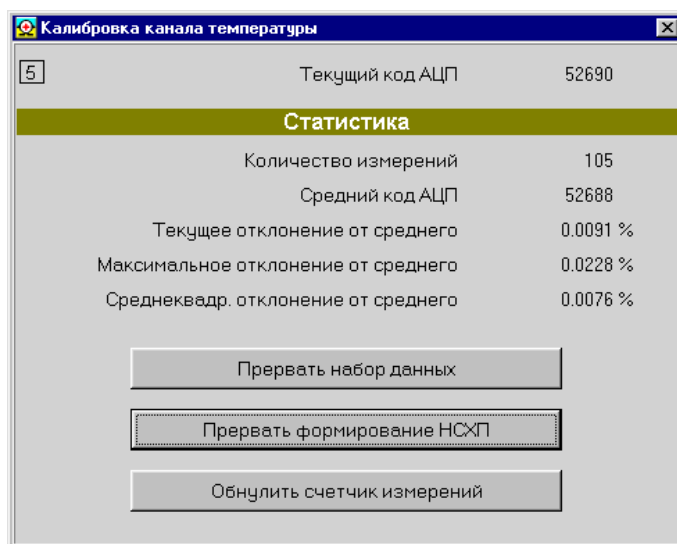 Калибровка канала температуры
5 Текущий код АЦП 52690
Статистика
Количество измерений 105
Средний код АЦП 52688
Текущее отклонение от среднего 0.0091 %
Максимальное отклонение от среднего 0.0228 %
Среднеквадр. отклонение от среднего 0.0076 %
Прервать набор данных
Прервать формирование НСХП
Обнулить счетчик измерений